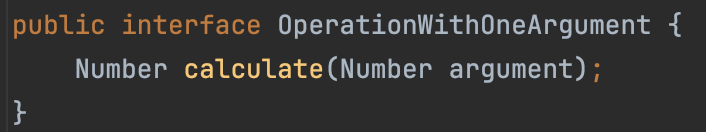 public interface OperationWithOneArgument {
    Number calculate(Number argument);
}